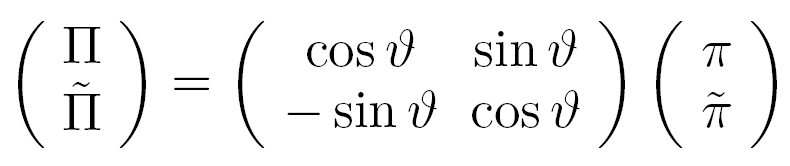 ( Π ) = ( cos ϑ sin ϑ ) ( π )
( Π̃ ) ( − sin ϑ cos ϑ ) ( π̃ )